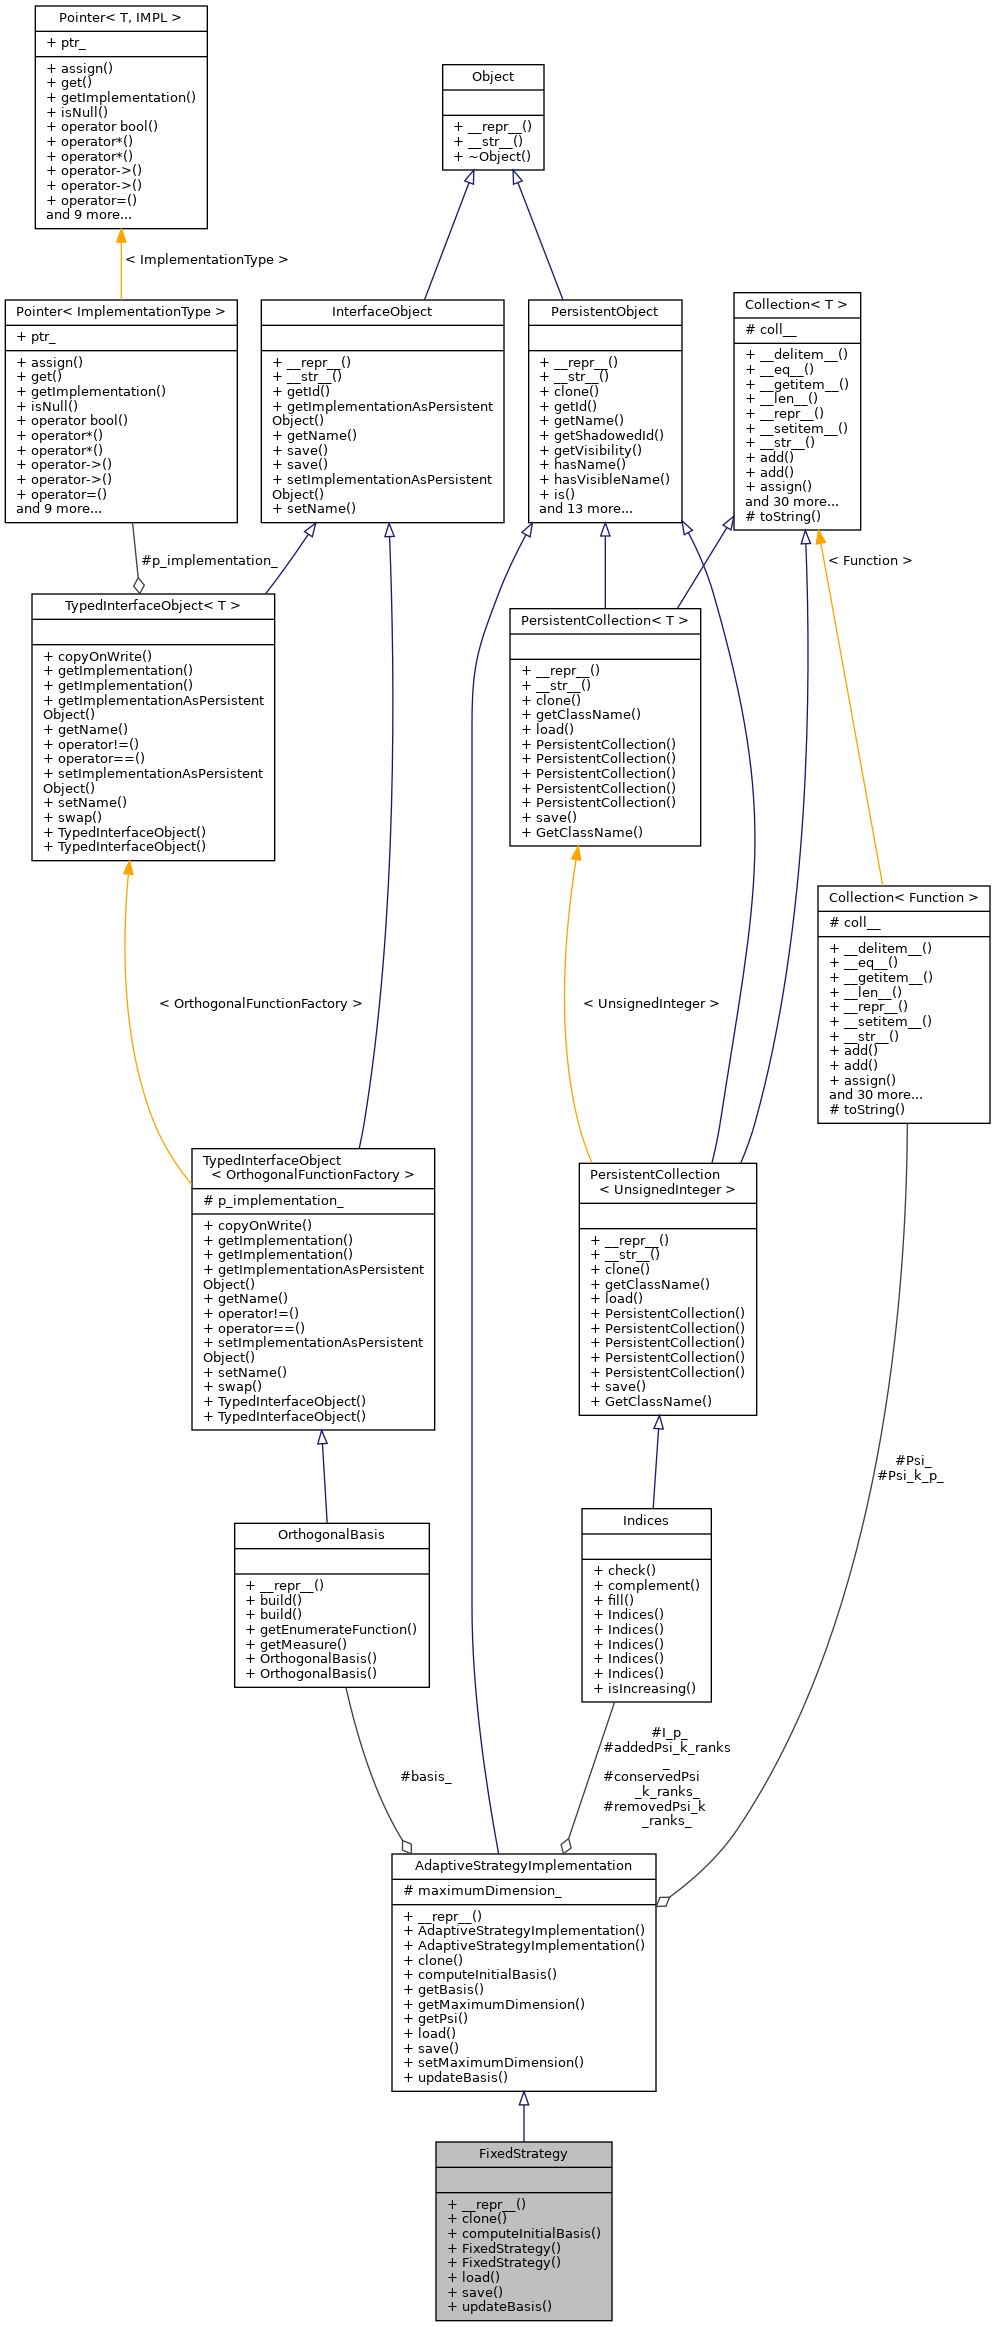 Pointer< T, IMPL >
+ ptr_
+ assign()
+ get()
+ getImplementation()
+ isNull()
+ operator bool()
+ operator*()
+ operator*()
+ operator->()
+ operator->()
+ operator=()
and 9 more...
Object
+ __repr__()
+ __str__()
+ ~Object()
< ImplementationType >
Pointer< ImplementationType >
+ ptr_
+ assign()
+ get()
+ getImplementation()
+ isNull()
+ operator bool()
+ operator*()
+ operator*()
+ operator->()
+ operator->()
+ operator=()
and 9 more...
InterfaceObject
+ __repr__()
+ __str__()
+ getId()
+ getImplementationAsPersistent
Object()
+ getName()
+ save()
+ save()
+ setImplementationAsPersistent
Object()
+ setName()
PersistentObject
+ __repr__()
+ __str__()
+ clone()
+ getId()
+ getName()
+ getShadowedId()
+ getVisibility()
+ hasName()
+ hasVisibleName()
+ is()
and 13 more...
Collection< T >
# coll__
+ __delitem__()
+ __eq__()
+ __getitem__()
+ __len__()
+ __repr__()
+ __setitem__()
+ __str__()
+ add()
+ add()
+ assign()
and 30 more...
# toString()
#p_implementation_
< Function >
TypedInterfaceObject< T >
+ copyOnWrite()
+ getImplementation()
+ getImplementation()
+ getImplementationAsPersistent
Object()
+ getName()
+ operator!=()
+ operator==()
+ setImplementationAsPersistent
Object()
+ setName()
+ swap()
+ TypedInterfaceObject()
+ TypedInterfaceObject()
PersistentCollection< T >
+ __repr__()
+ __str__()
+ clone()
+ getClassName()
+ load()
+ PersistentCollection()
+ PersistentCollection()
+ PersistentCollection()
+ PersistentCollection()
+ PersistentCollection()
+ save()
+ GetClassName()
Collection< Function >
# coll__
+ __delitem__()
+ __eq__()
+ __getitem__()
+ __len__()
+ __repr__()
+ __setitem__()
+ __str__()
+ add()
+ add()
+ assign()
and 30 more...
# toString()
< OrthogonalFunctionFactory >
< UnsignedInteger >
TypedInterfaceObject
< OrthogonalFunctionFactory >
# p_implementation_
+ copyOnWrite()
+ getImplementation()
+ getImplementation()
+ getImplementationAsPersistent
Object()
+ getName()
+ operator!=()
+ operator==()
+ setImplementationAsPersistent
Object()
+ setName()
+ swap()
+ TypedInterfaceObject()
+ TypedInterfaceObject()
PersistentCollection
< UnsignedInteger >
+ __repr__()
+ __str__()
+ clone()
+ getClassName()
+ load()
+ PersistentCollection()
+ PersistentCollection()
+ PersistentCollection()
+ PersistentCollection()
+ PersistentCollection()
+ save()
+ GetClassName()
#Psi_
#Psi_k_p_
OrthogonalBasis
+ __repr__()
+ build()
+ build()
+ getEnumerateFunction()
+ getMeasure()
+ OrthogonalBasis()
+ OrthogonalBasis()
Indices
+ check()
+ complement()
+ fill()
+ Indices()
+ Indices()
+ Indices()
+ Indices()
+ Indices()
+ isIncreasing()
#basis_
#I_p_
#addedPsi_k_ranks
_
#conservedPsi
_k_ranks_
#removedPsi_k
_ranks_
AdaptiveStrategyImplementation
# maximumDimension_
+ __repr__()
+ AdaptiveStrategyImplementation()
+ AdaptiveStrategyImplementation()
+ clone()
+ computeInitialBasis()
+ getBasis()
+ getMaximumDimension()
+ getPsi()
+ load()
+ save()
+ setMaximumDimension()
+ updateBasis()
FixedStrategy
+ __repr__()
+ clone()
+ computeInitialBasis()
+ FixedStrategy()
+ FixedStrategy()
+ load()
+ save()
+ updateBasis()